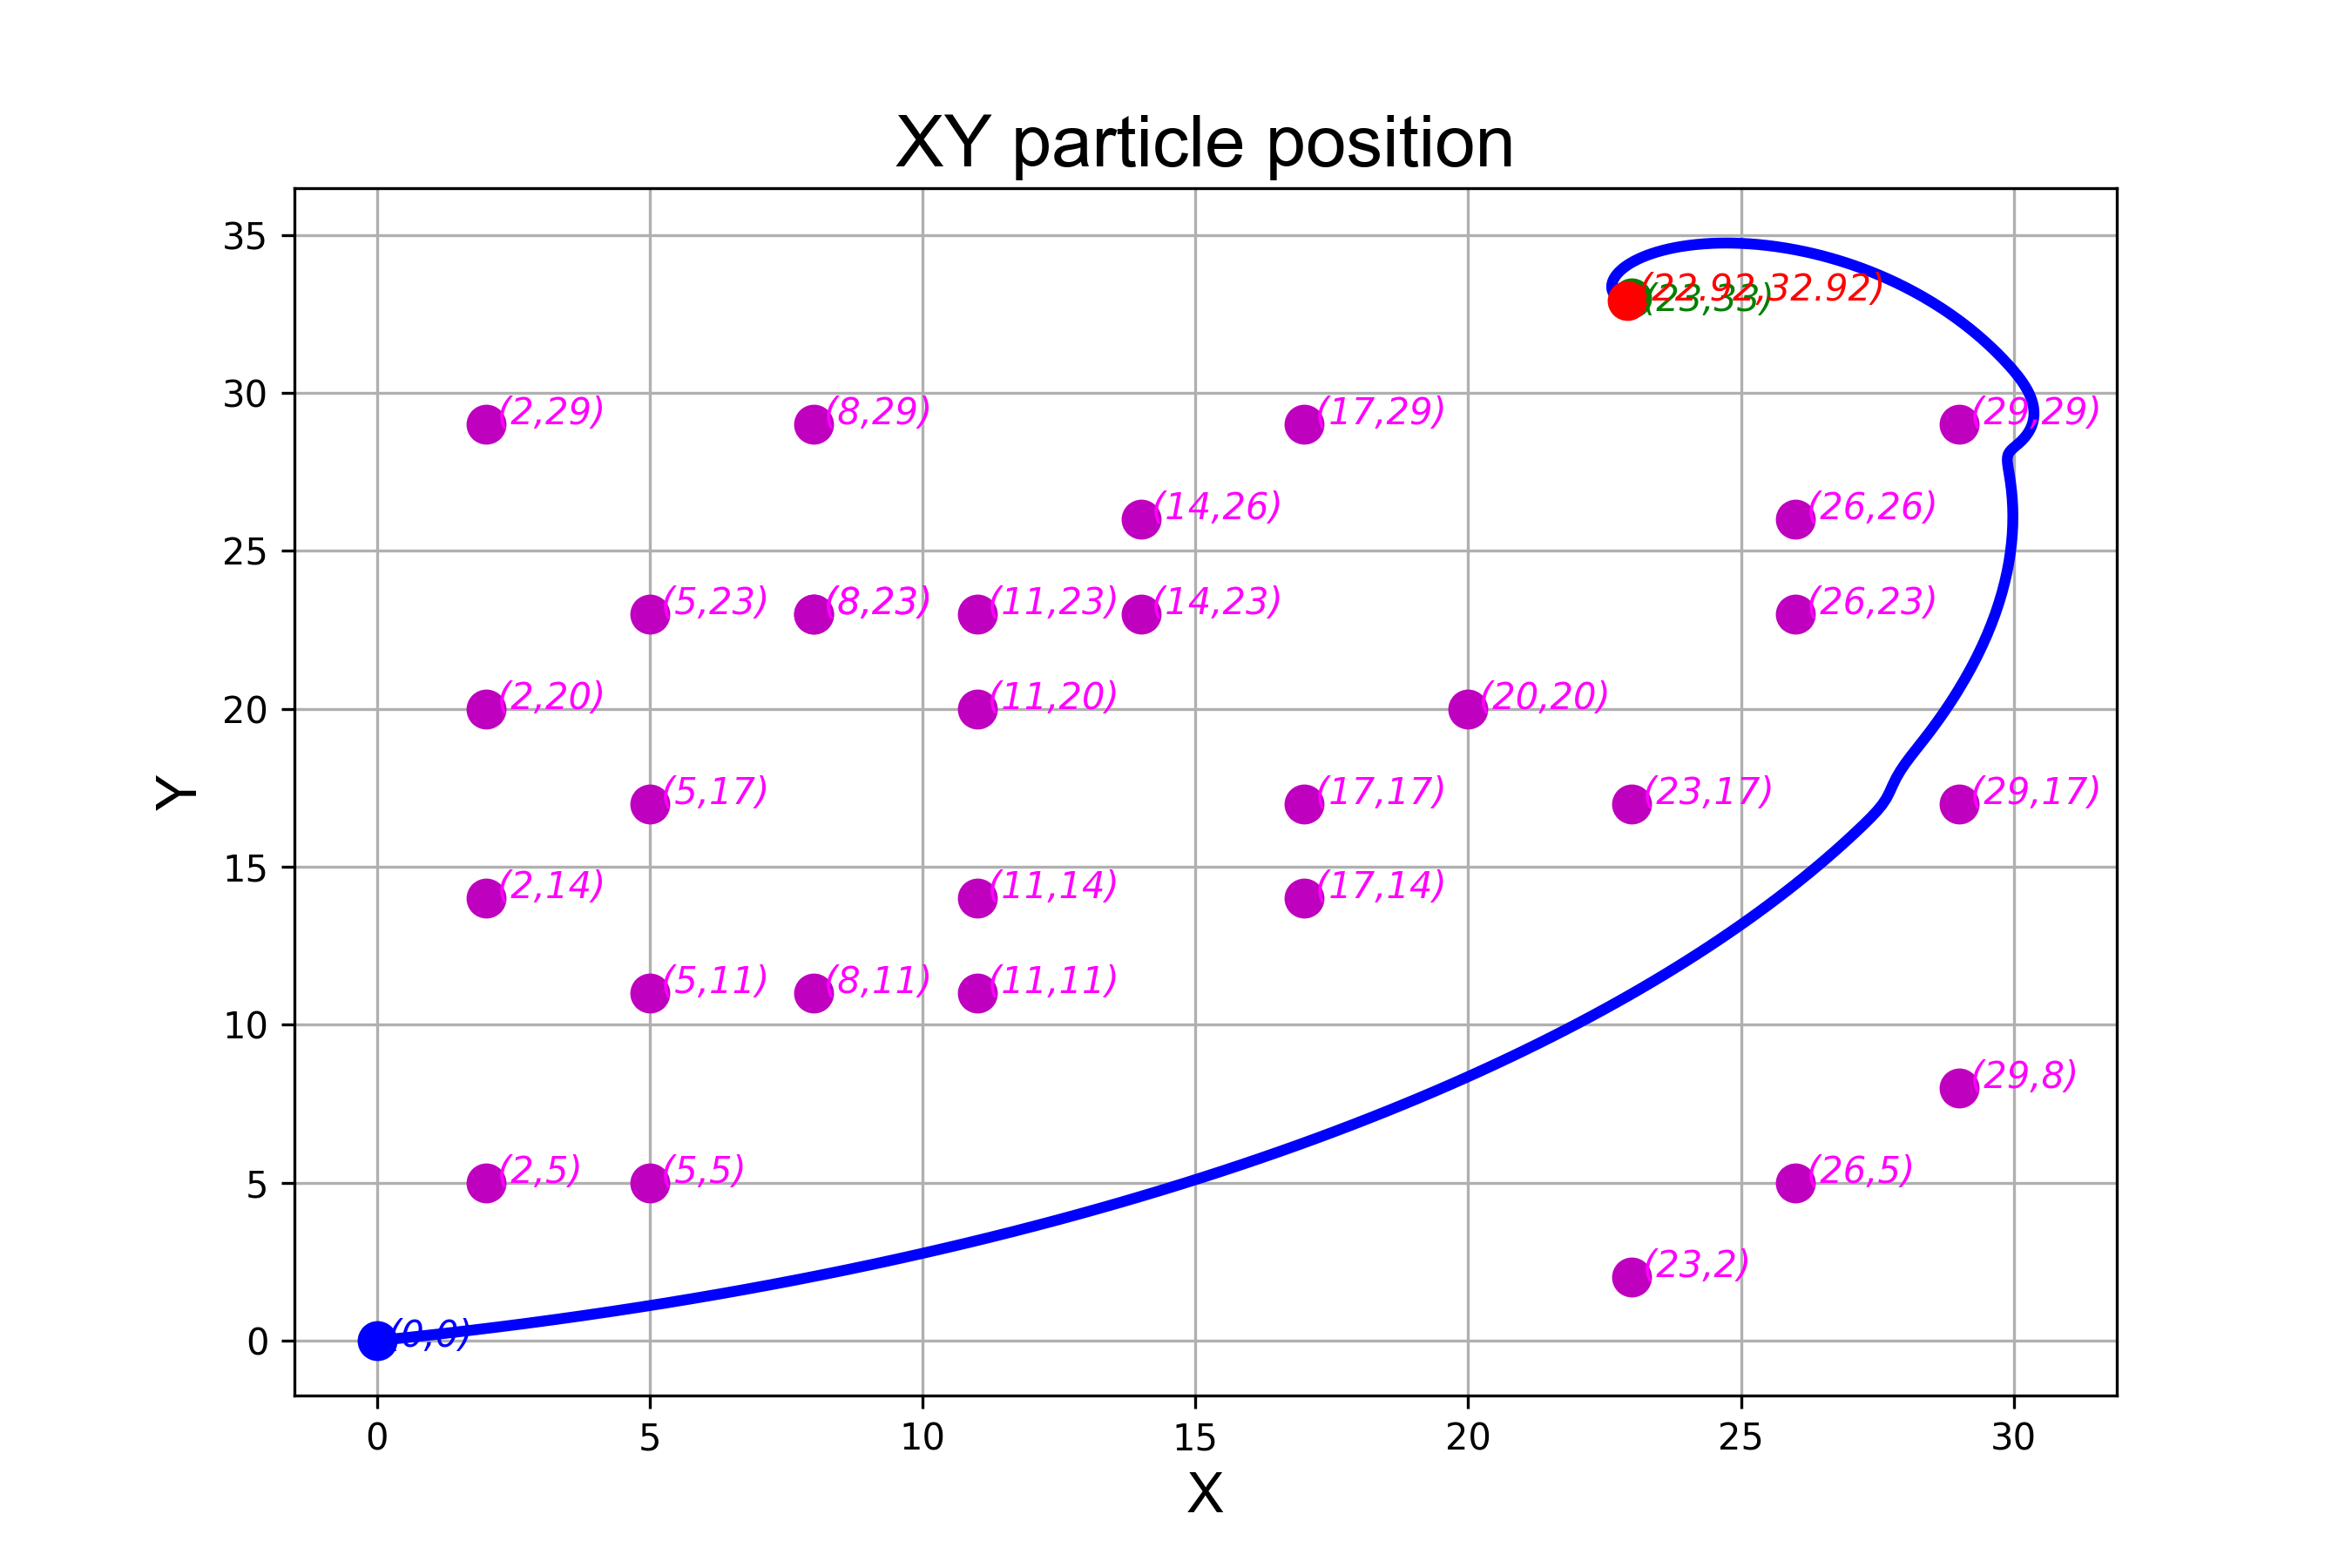 XY particle position
35
(22.92,32.92)
(23,33)
30
(2,29) (8,29) (17,29) (29,29)
(14,26) (26,26)
25
(5,23) (8,23) (11,23) (14,23) (26,23)
20
(2,20) (11,20) (20,20)
Y
(5,17) (17,17) (23,17) (29,17)
15
(2,14) (11,14) (17,14)
(5,11) (8,11) (11,11)
10
(29,8)
5
(2,5) (5,5) (26,5)
(23,2)
0
(0,0)
0 5 10 15 20 25 30
X